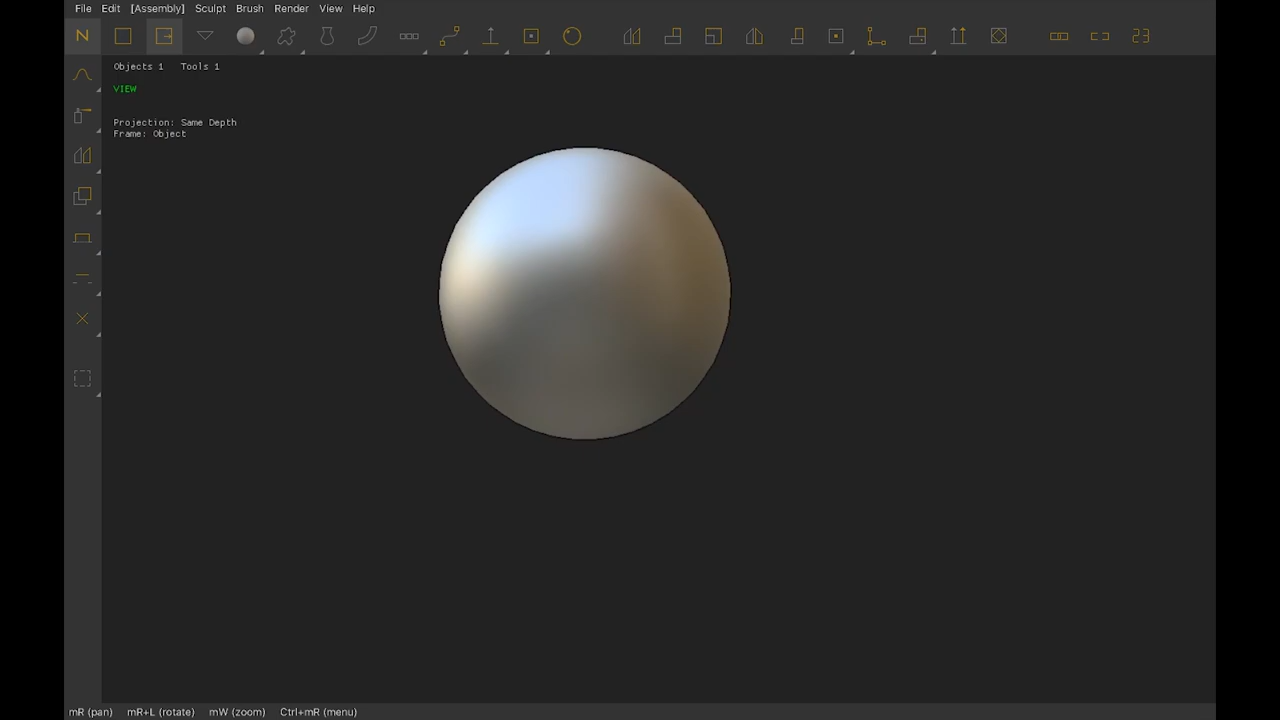 File Edit [Assembly] Sculpt Brush Render View Help
N
23
Objects 1 Tools 1
VIEW
Projection: Same Depth
Frame: Object
mR (pan) mR+L (rotate) mW (zoom) Ctrl+mR (menu)